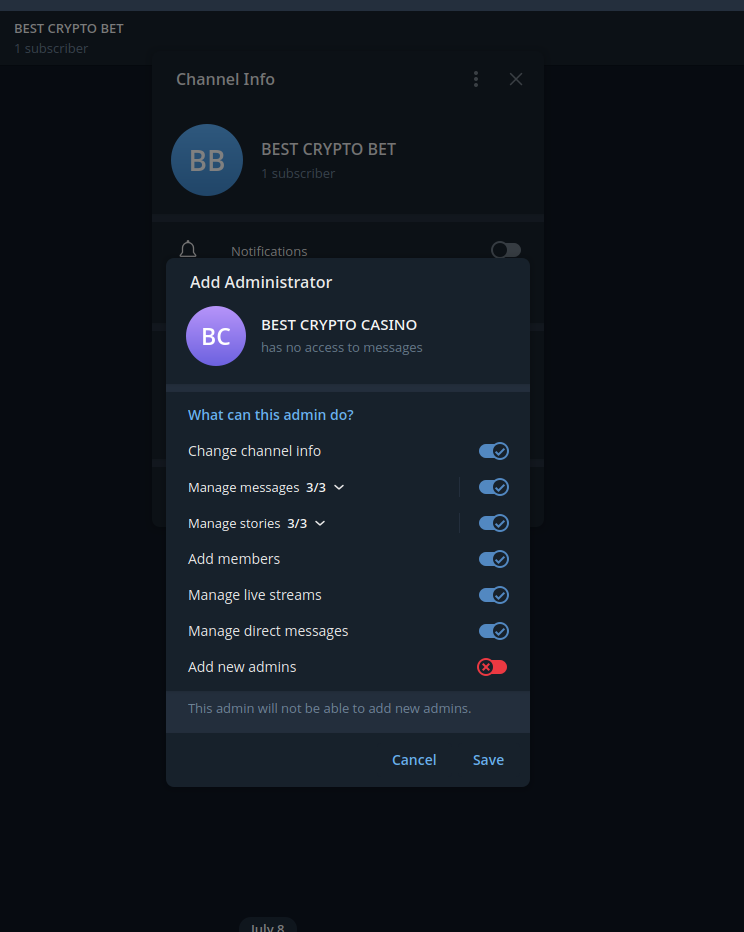 BEST CRYPTO BET
1 subscriber
Channel Info
BB
BEST CRYPTO BET
1 subscriber
Notifications
Add Administrator
BC
BEST CRYPTO CASINO
has no access to messages
What can this admin do?
Change channel info
Manage messages 3/3
Manage stories 3/3
Add members
Manage live streams
Manage direct messages
Add new admins
This admin will not be able to add new admins.
Cancel Save
July 8